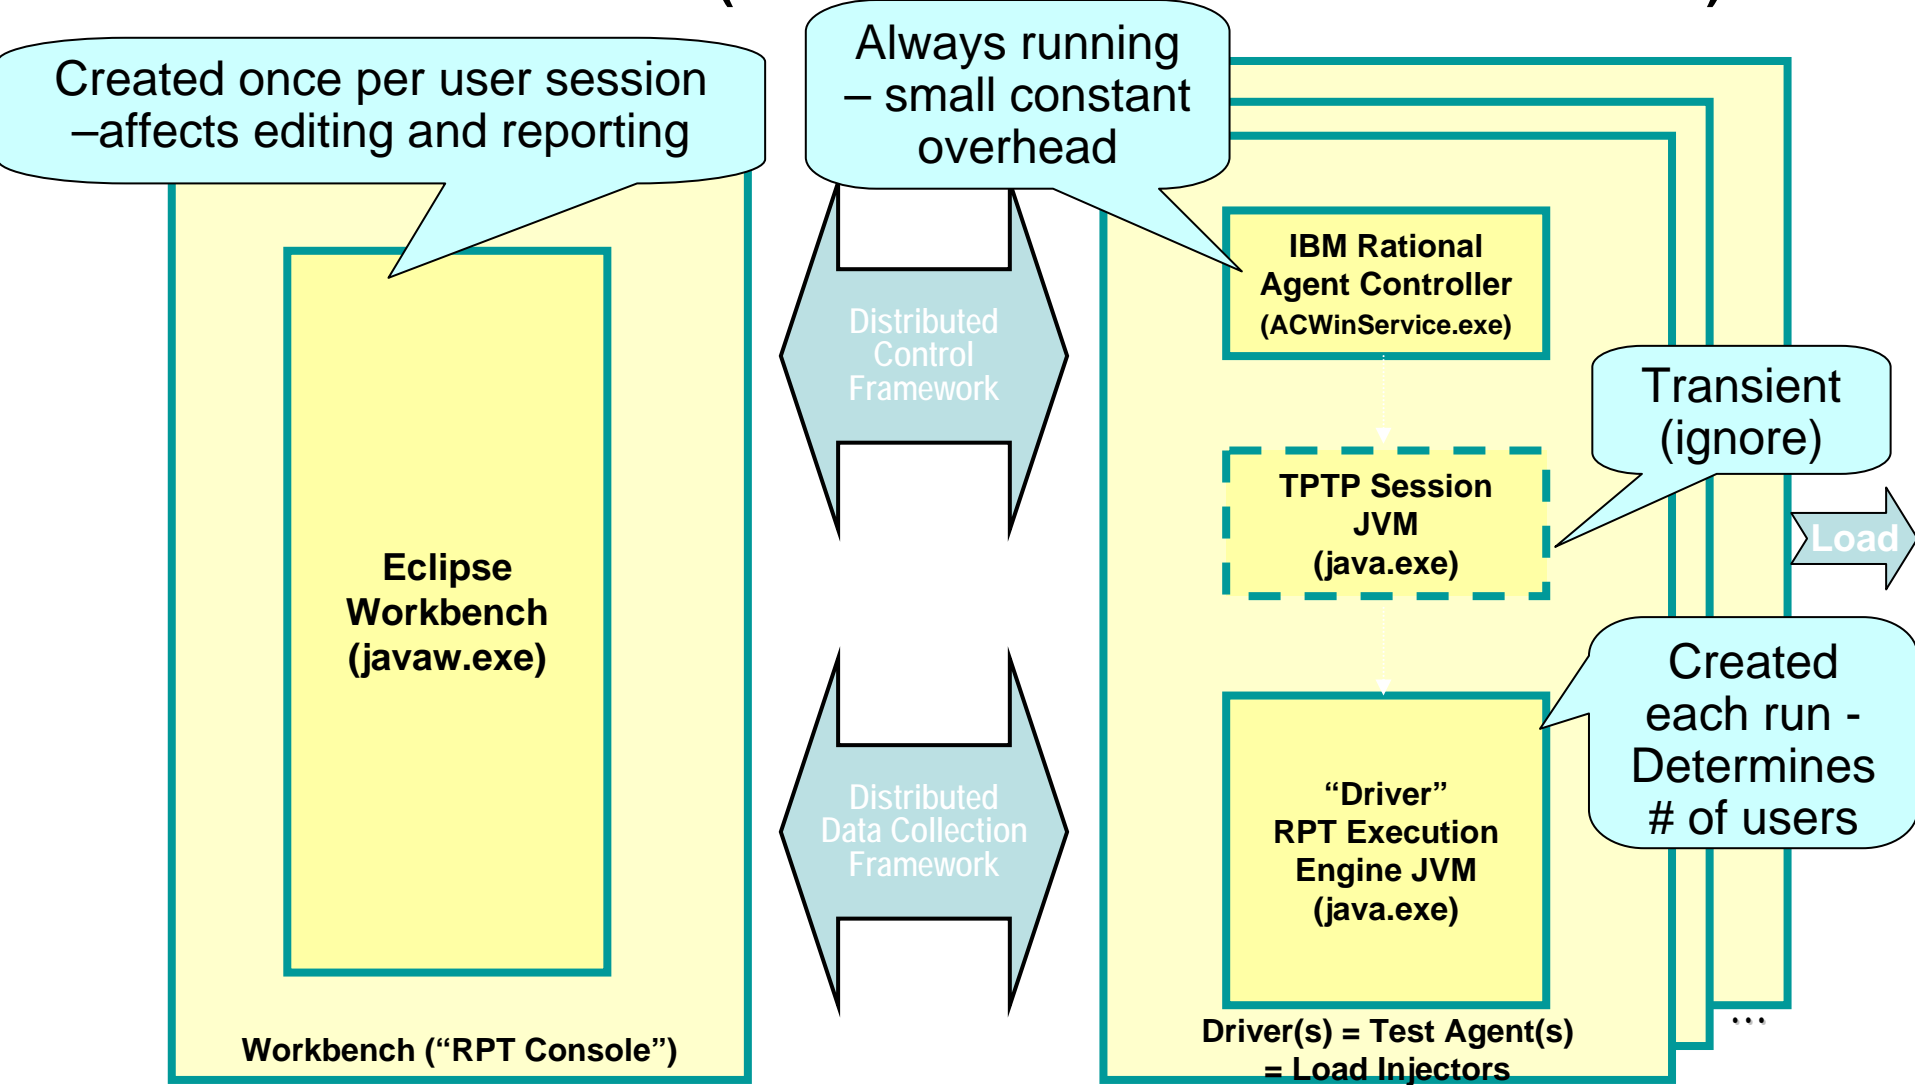 Created once per user session
–affects editing and reporting
Always running
– small constant
overhead
Eclipse
Workbench
(javaw.exe)
Workbench (“RPT Console”)
Distributed
Control
Framework
Distributed
Data Collection
Framework
IBM Rational
Agent Controller
(ACWinService.exe)
TPTP Session
JVM
(java.exe)
“Driver”
RPT Execution
Engine JVM
(java.exe)
Driver(s) = Test Agent(s)
= Load Injectors
Transient
(ignore)
Load
Created
each run -
Determines
# of users
...